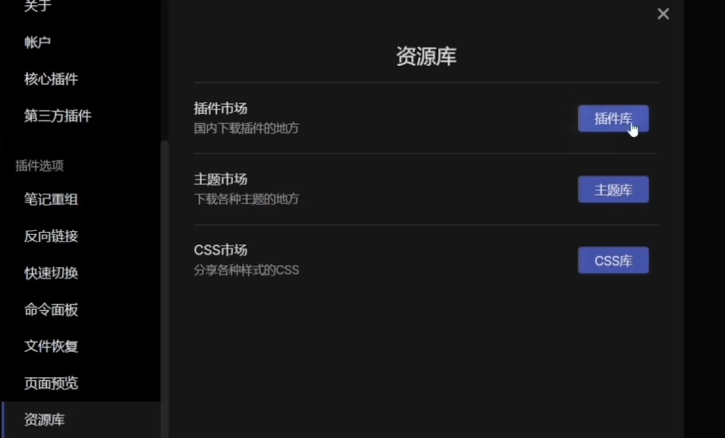 关于
帐户
核心插件
第三方插件
插件选项
笔记重组
反向链接
快速切换
命令面板
文件恢复
页面预览
资源库
资源库
插件市场
国内下载插件的地方
插件库
主题市场
下载各种主题的地方
主题库
CSS市场
分享各种样式的CSS
CSS库